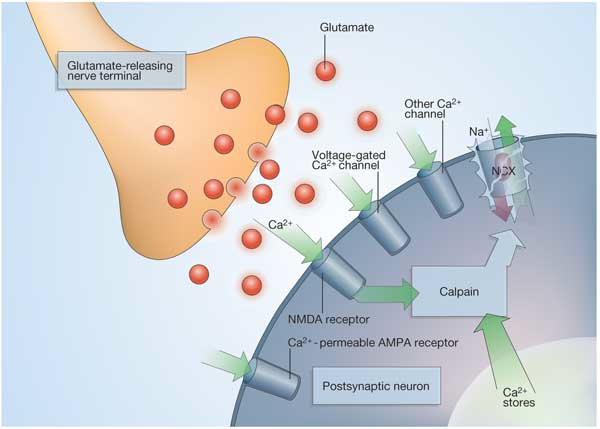 Glutamate
Glutamate-releasing
nerve terminal
Other Ca²⁺
channel
Na⁺
Voltage-gated
Ca²⁺ channel
NCX
Ca²⁺
Calpain
NMDA receptor
Ca²⁺-permeable AMPA receptor
Postsynaptic neuron
Ca²⁺
stores